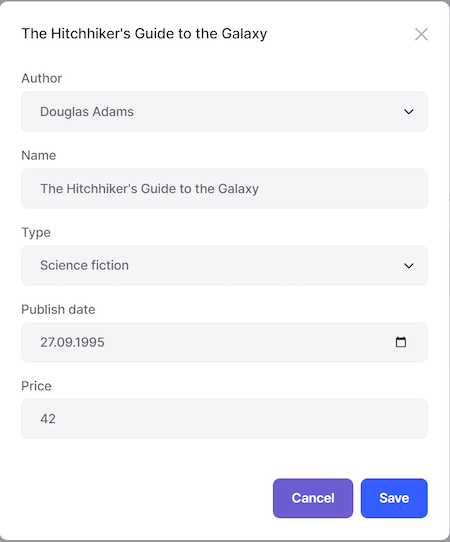 The Hitchhiker's Guide to the Galaxy
Author
Douglas Adams
Name
The Hitchhiker's Guide to the Galaxy
Type
Science fiction
Publish date
27.09.1995
Price
42
Cancel Save